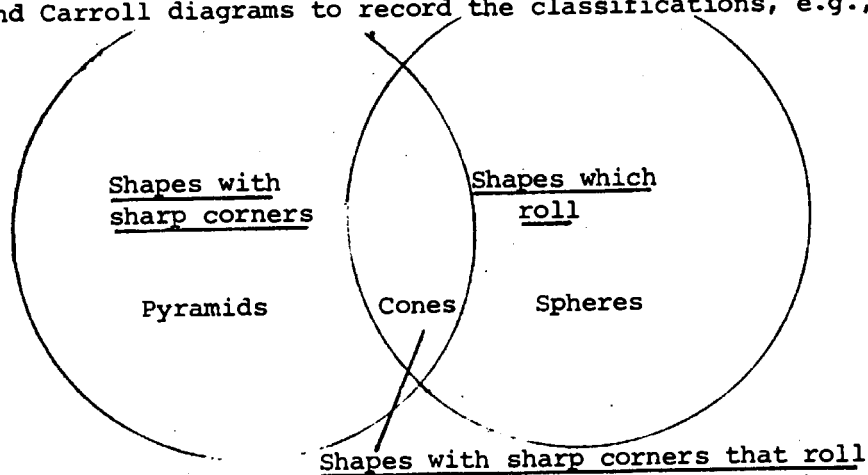 nd Carroll diagrams to record the classifications, e.g.,
Shapes with
sharp corners
Shapes which
roll
Pyramids
Cones
Spheres
Shapes with sharp corners that roll